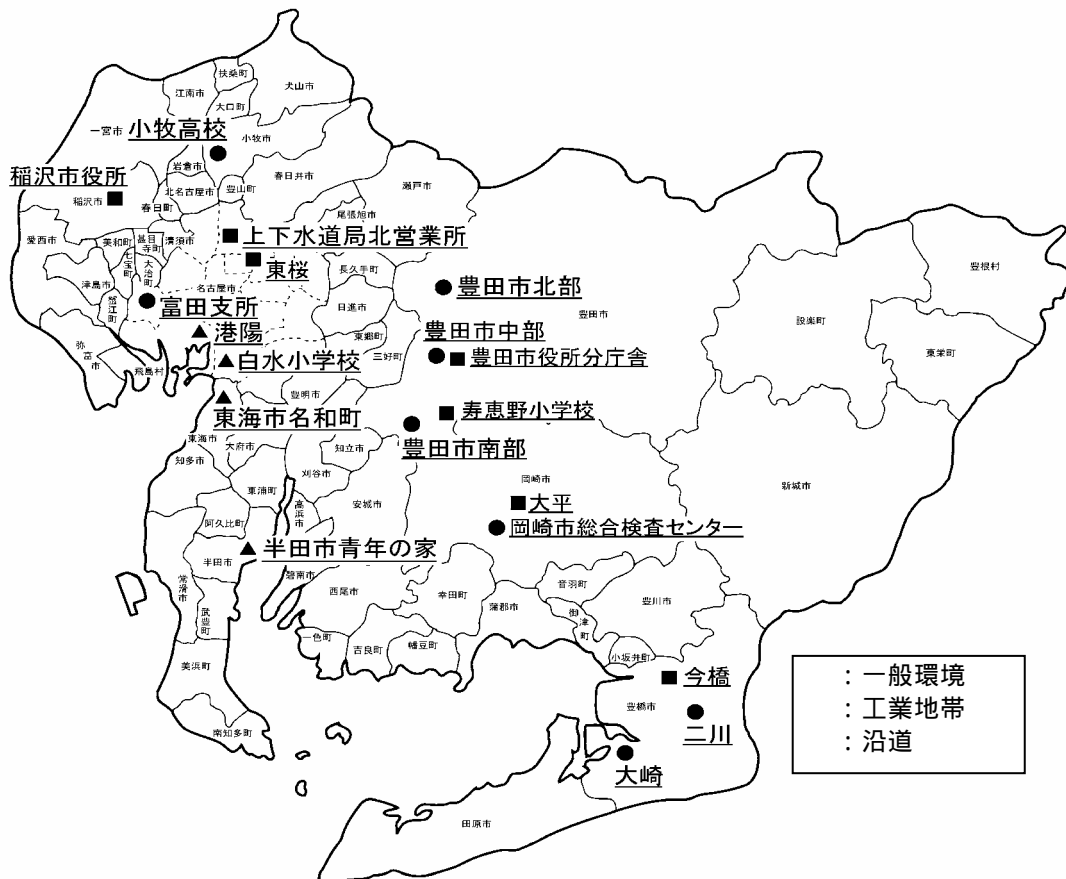 扶桑町
江南市
犬山市
大口町
一宮市
小牧高校
小牧市
岩倉市
稲沢市役所
春日井市
瀬戸市
北名古屋市
豊山町
稲沢市
春日町
尾張旭市
愛西市
美和町
甚目寺町
清須市
上下水道局北営業所
七宝町
大治町
東桜
長久手町
豊根村
津島市
名古屋市
豊田市北部
蟹江町
富田支所
日進市
豊田市
設楽町
港陽
豊田市中部
東郷町
東栄町
弥富市
白水小学校
三好町
豊田市役所分庁舎
飛島村
豊明市
東海市名和町
寿恵野小学校
東海市
大府市
知立市
豊田市南部
知多市
刈谷市
岡崎市
新城市
東浦町
安城市
高浜市
大平
阿久比町
岡崎市総合検査センター
半田市
半田市青年の家
碧南市
常滑市
西尾市
幸田町
音羽町
豊川市
蒲郡市
御津町
武豊町
一色町
吉良町
幡豆町
小坂井町
美浜町
今橋
：一般環境
豊橋市
：工業地帯
二川
：沿道
南知多町
大崎
田原市